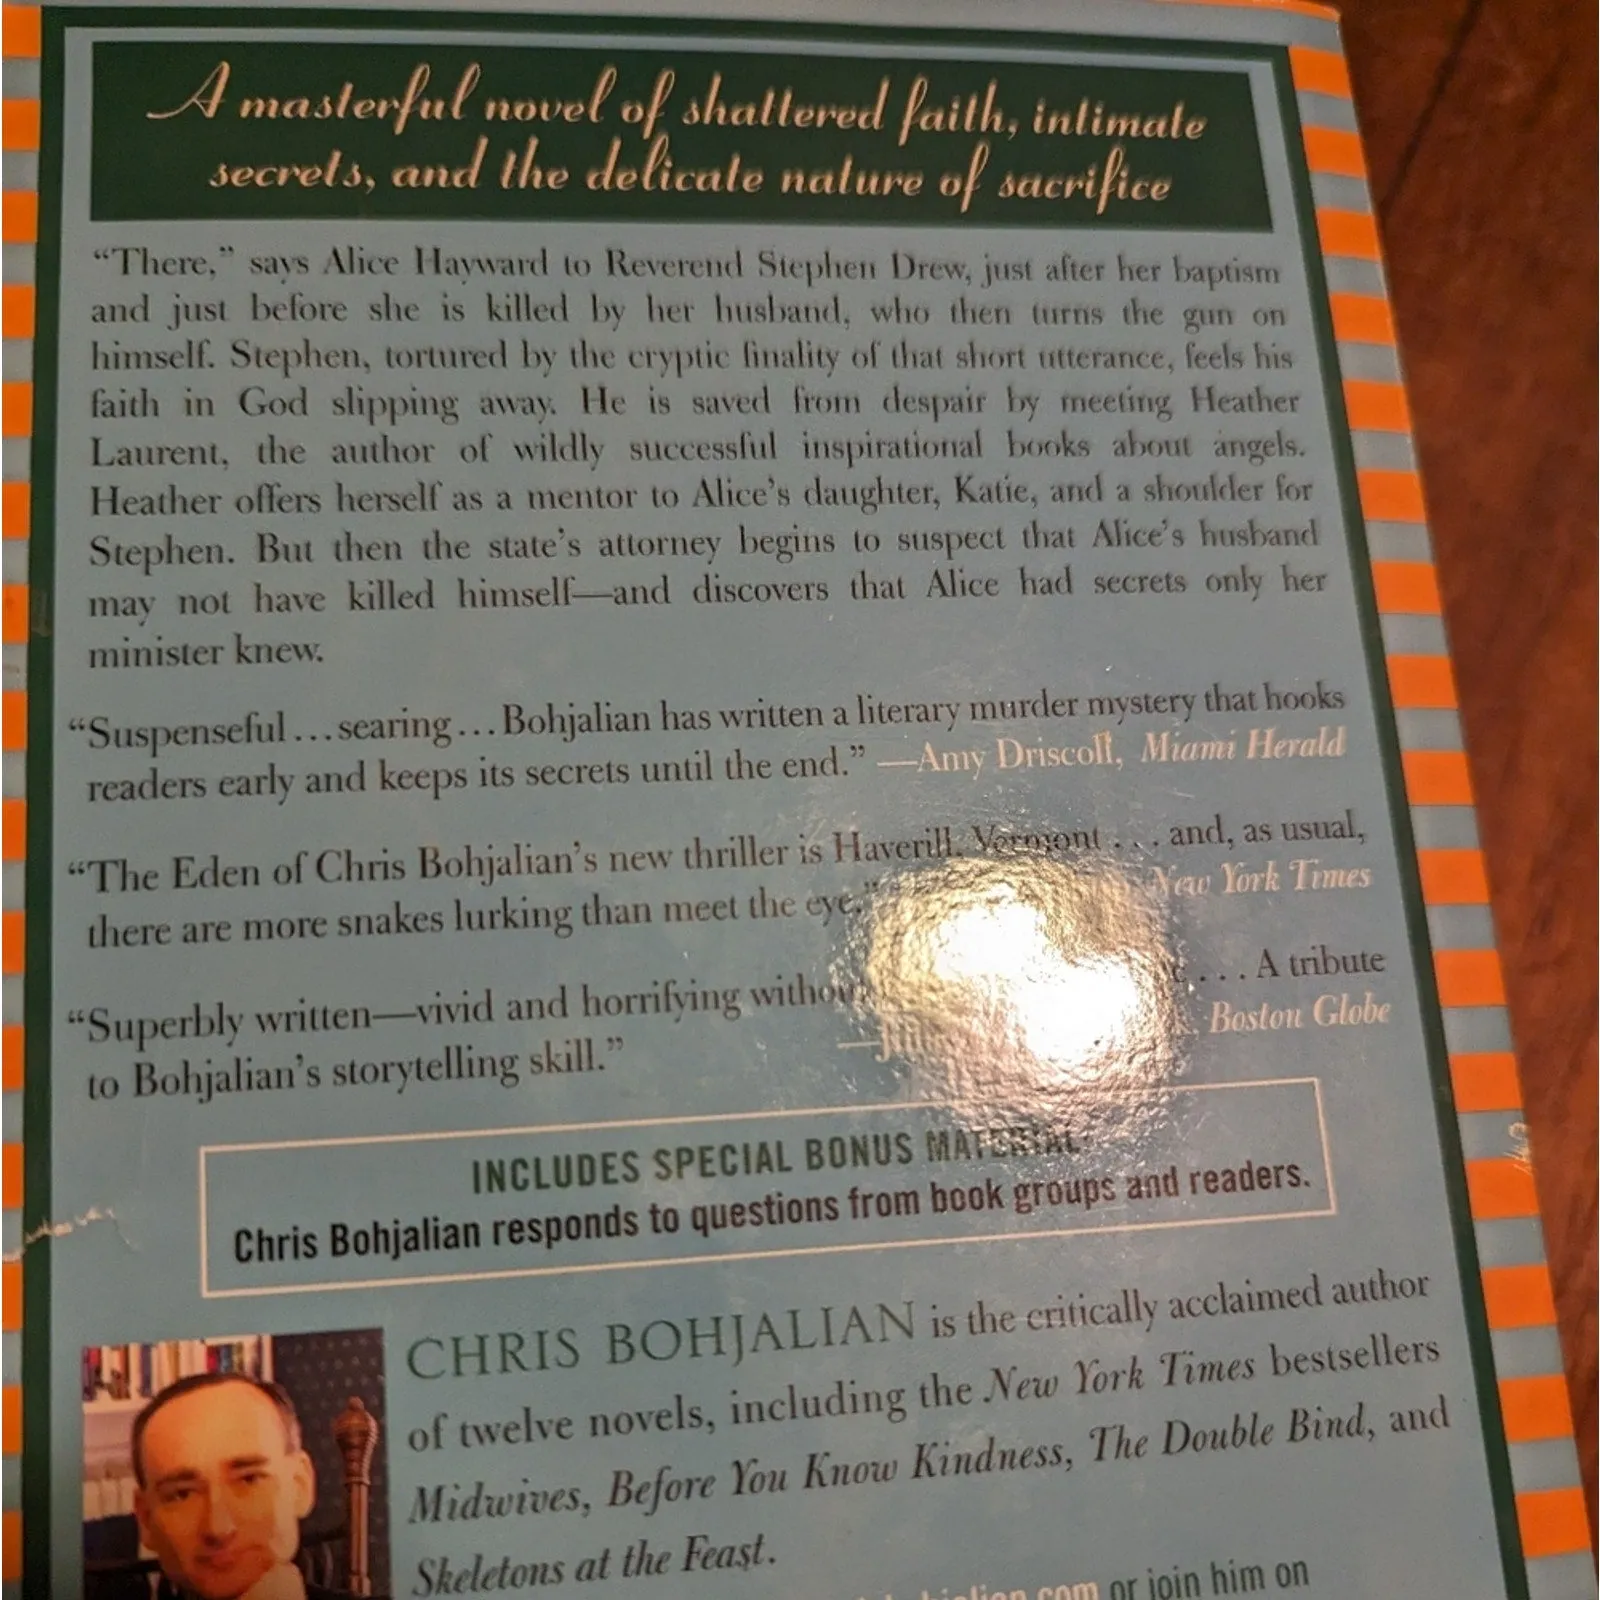 A masterful novel of shattered faith, intimate
secrets, and the delicate nature of sacrifice
“There,” says Alice Hayward to Reverend Stephen Drew, just after her baptism
and just before she is killed by her husband, who then turns the gun on
himself. Stephen, tortured by the cryptic finality of that short utterance, feels his
faith in God slipping away. He is saved from despair by meeting Heather
Laurent, the author of wildly successful inspirational books about angels.
Heather offers herself as a mentor to Alice’s daughter, Katie, and a shoulder for
Stephen. But then the state’s attorney begins to suspect that Alice’s husband
may not have killed himself—and discovers that Alice had secrets only her
minister knew.
“Suspenseful...searing...Bohjalian has written a literary murder mystery that hooks
readers early and keeps its secrets until the end.” —Amy Driscoll, Miami Herald
“The Eden of Chris Bohjalian’s new thriller is Haverill, Vermont . . . and, as usual,
there are more snakes lurking than meet the eye.” New York Times
“Superbly written—vivid and horrifying . . . A tribute
to Bohjalian’s storytelling skill.” Boston Globe
INCLUDES SPECIAL BONUS MATERIAL
Chris Bohjalian responds to questions from book groups and readers.
CHRIS BOHJALIAN is the critically acclaimed author
of twelve novels, including the New York Times bestsellers
Midwives, Before You Know Kindness, The Double Bind, and
Skeletons at the Feast.
or join him on